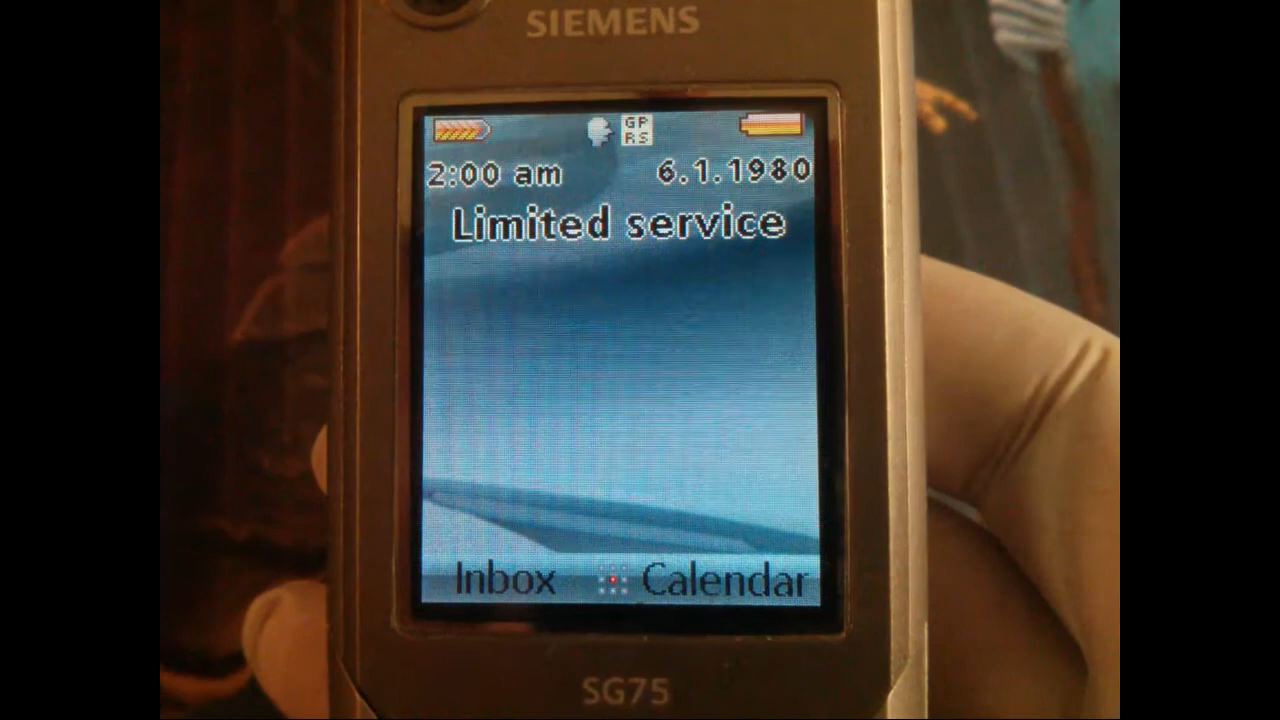 SIEMENS
GP
RS
2:00 am 6.1.1980
Limited service
Inbox Calendar
SG75